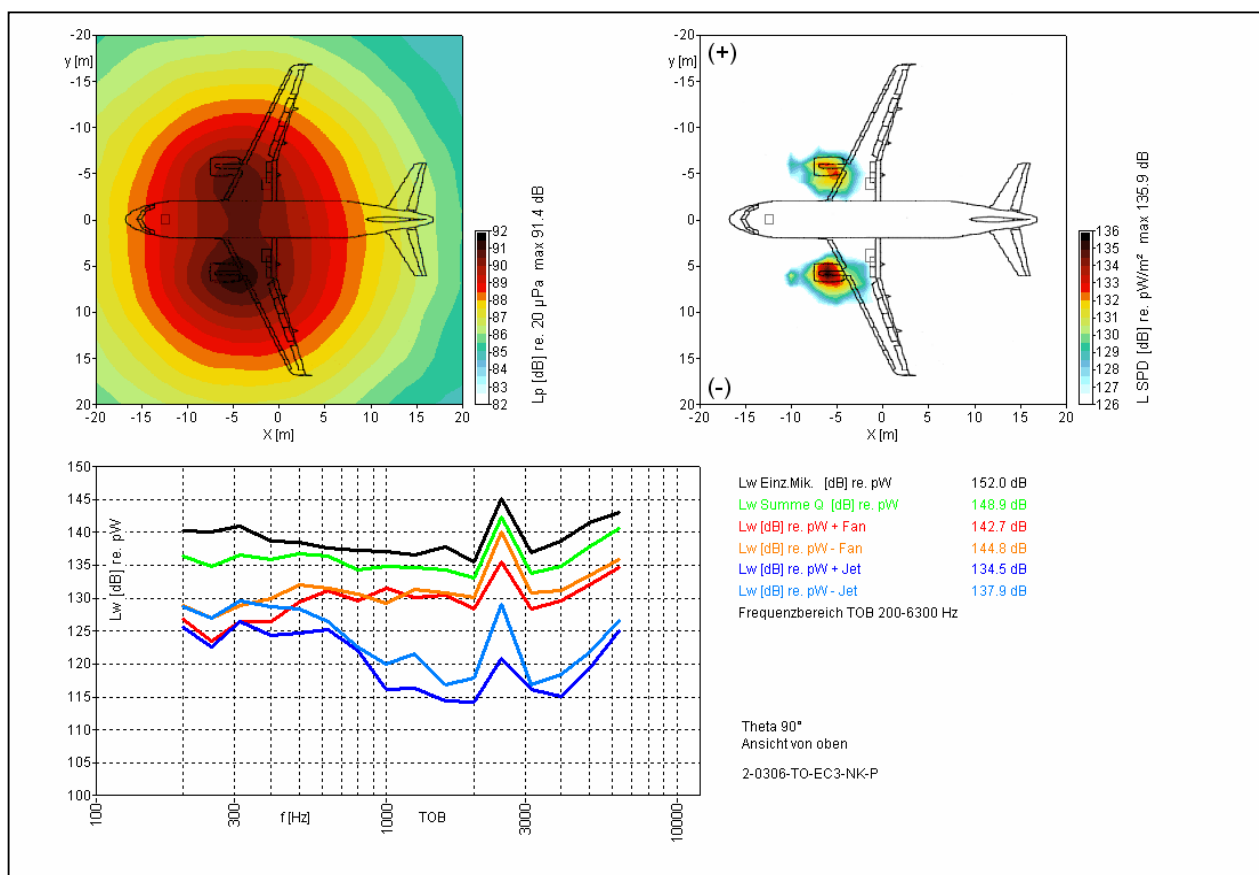 -20
y [m]
-15
-10
-5
0
5
10
15
20
-20 -15 -10 -5 0 5 10 15 20
X [m]
92
91
90
89
88
87
86
85
84
83
82
Lp [dB] re. 20 µPa max 91.4 dB
-20
y [m]
-15
-10
-5
0
5
10
15
20
(+)
(-)
-20 -15 -10 -5 0 5 10 15 20
X [m]
136
135
134
133
132
131
130
129
128
127
126
L SPD [dB] re. pW/m² max 135.9 dB
150
145
140
135
130
125
120
115
110
105
100
Lw [dB] re. pW
100 300 1000 3000 10000
f [Hz] TOB
Lw Einz.Mik. [dB] re. pW 152.0 dB
Lw Summe Q [dB] re. pW 148.9 dB
Lw [dB] re. pW + Fan 142.7 dB
Lw [dB] re. pW - Fan 144.8 dB
Lw [dB] re. pW + Jet 134.5 dB
Lw [dB] re. pW - Jet 137.9 dB
Frequenzbereich TOB 200-6300 Hz
Theta 90°
Ansicht von oben
2-0306-TO-EC3-NK-P